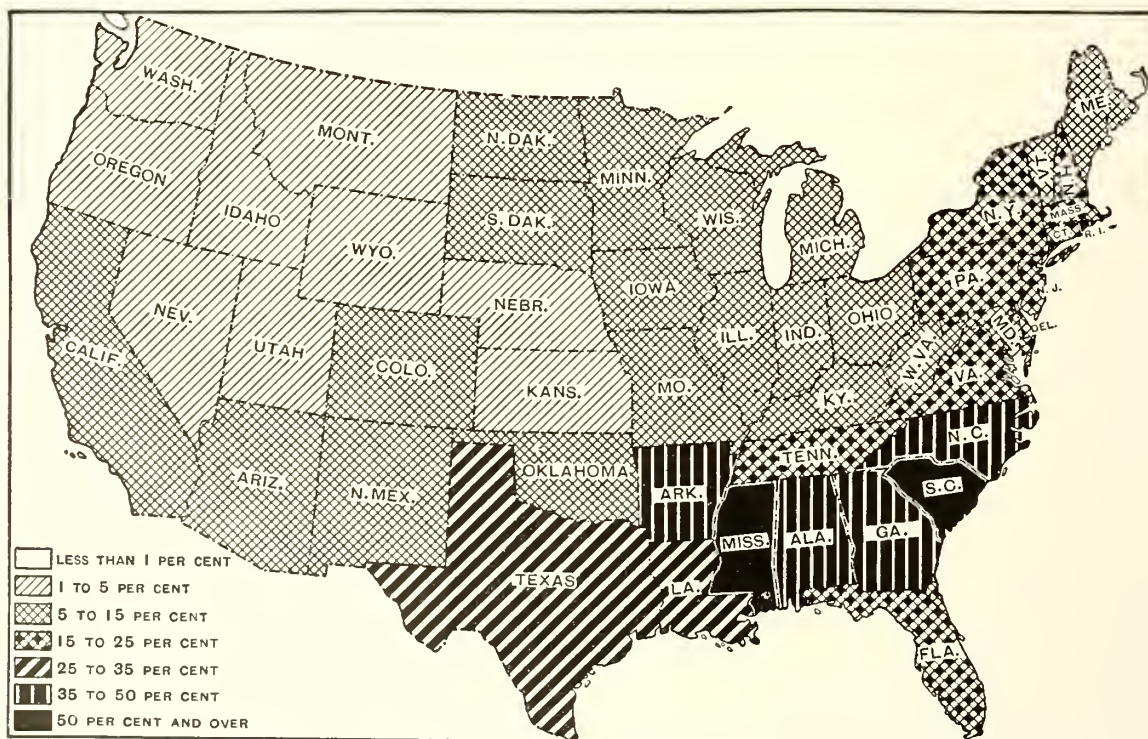 WASH.
MONT.
N. DAK.
MINN.
ME.
OREGON
IDAHO
S. DAK.
WIS.
VT.
N.H.
WYO.
MICH.
N.Y.
MASS.
CT.
R. I.
NEBR.
IOWA
PA.
NEV.
UTAH
COLO.
ILL.
IND.
OHIO
N. J.
MD.
DEL.
CALIF.
KANS.
MO.
KY.
W. VA.
VA.
ARIZ.
N. MEX.
OKLAHOMA
TENN.
N. C.
ARK.
S. C.
MISS.
ALA.
GA.
TEXAS
LA.
FLA.
LESS THAN 1 PER CENT
1 TO 5 PER CENT
5 TO 15 PER CENT
15 TO 25 PER CENT
25 TO 35 PER CENT
35 TO 50 PER CENT
50 PER CENT AND OVER